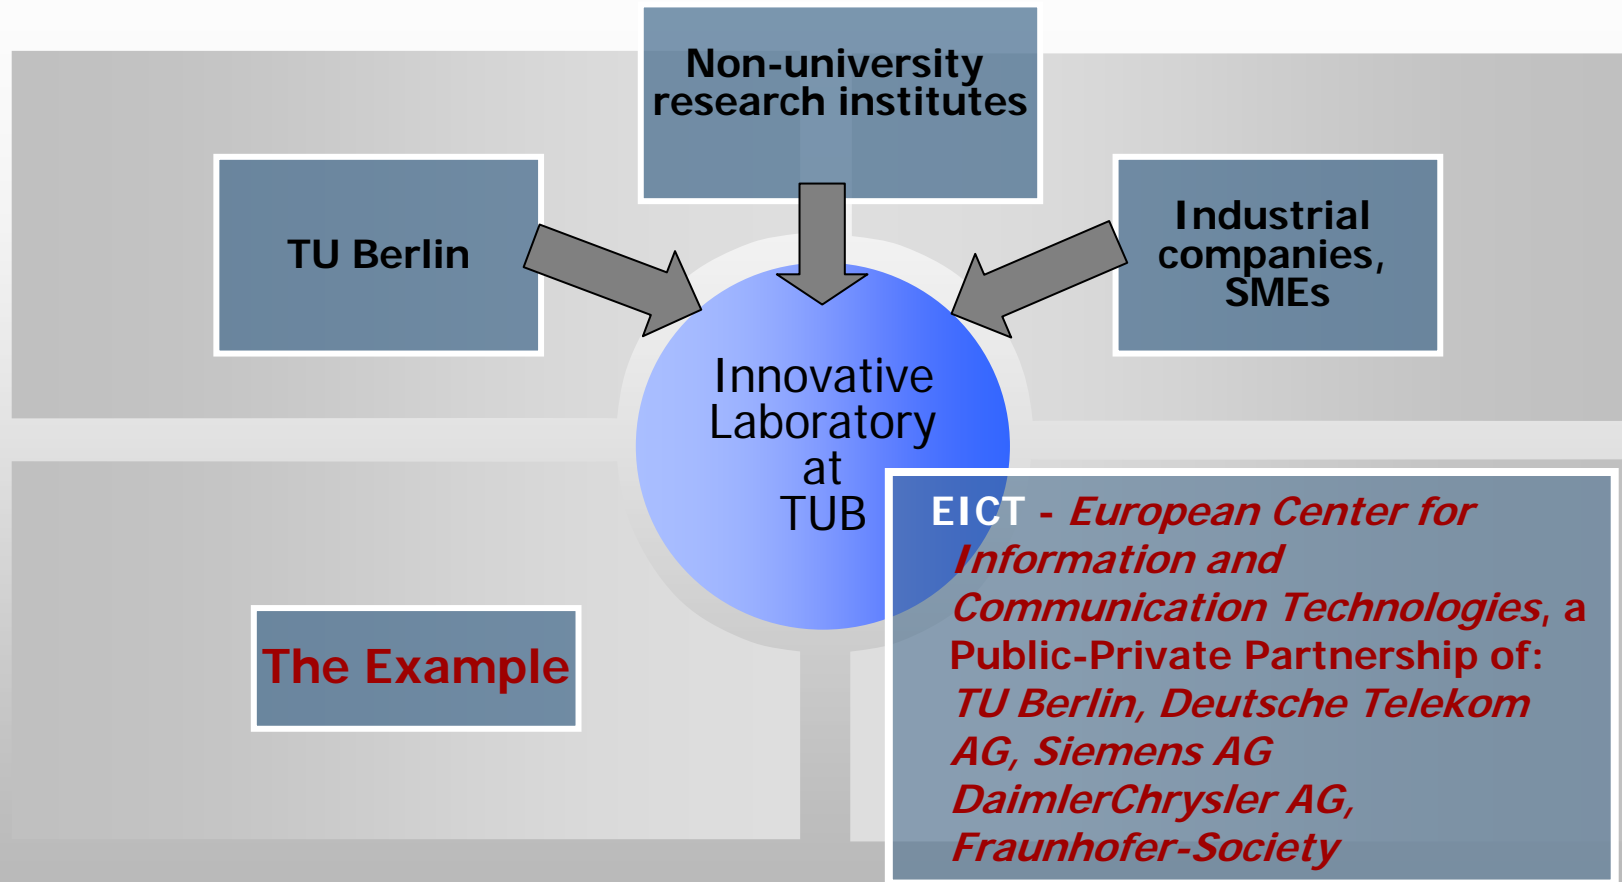 Non-university
research institutes
TU Berlin
Industrial
companies,
SMEs
Innovative
Laboratory
at
TUB
The Example
EICT - European Center for
Information and
Communication Technologies, a
Public-Private Partnership of:
TU Berlin, Deutsche Telekom
AG, Siemens AG
DaimlerChrysler AG,
Fraunhofer-Society